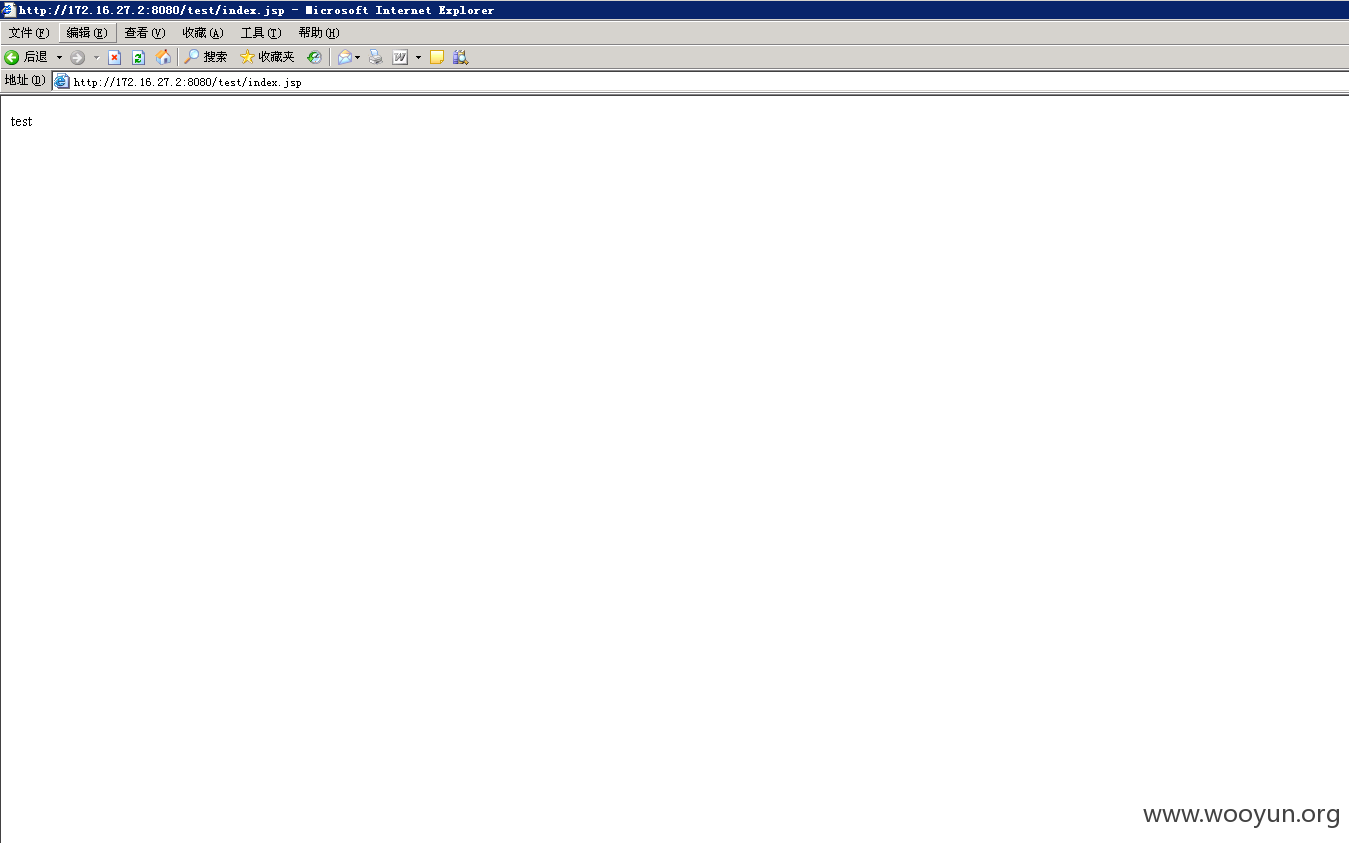 http://172.16.27.2:8080/test/index.jsp - Microsoft Internet Explorer
文件(F) 编辑(E) 查看(V) 收藏(A) 工具(T) 帮助(H)
后退 搜索 收藏夹
地址(D) http://172.16.27.2:8080/test/index.jsp
test
www.wooyun.org